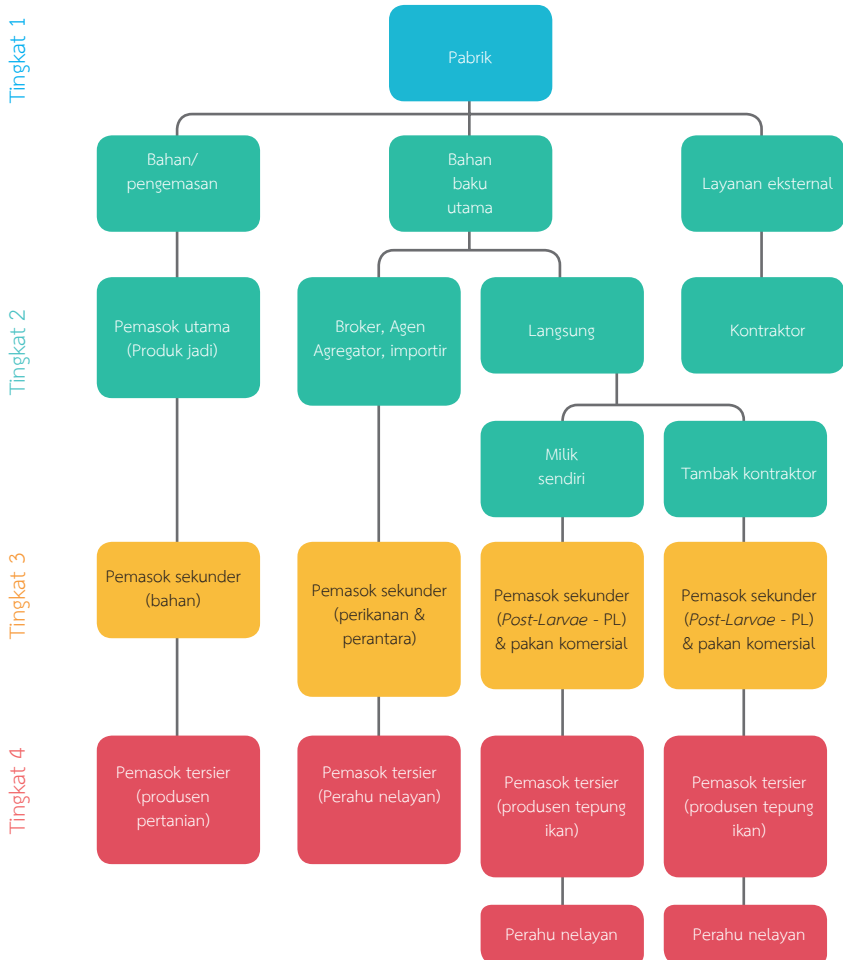 Tingkat 1
Pabrik
Bahan/
pengemasan
Bahan
baku
utama
Layanan eksternal
Tingkat 2
Pemasok utama
(Produk jadi)
Broker, Agen
Agregator, importir
Langsung
Kontraktor
Milik
sendiri
Tambak kontraktor
Tingkat 3
Pemasok sekunder
(bahan)
Pemasok sekunder
(perikanan &
perantara)
Pemasok sekunder
(Post-Larvae - PL)
& pakan komersial
Pemasok sekunder
(Post-Larvae - PL)
& pakan komersial
Tingkat 4
Pemasok tersier
(produsen
pertanian)
Pemasok tersier
(Perahu nelayan)
Pemasok tersier
(produsen tepung
ikan)
Pemasok tersier
(produsen tepung
ikan)
Perahu nelayan
Perahu nelayan